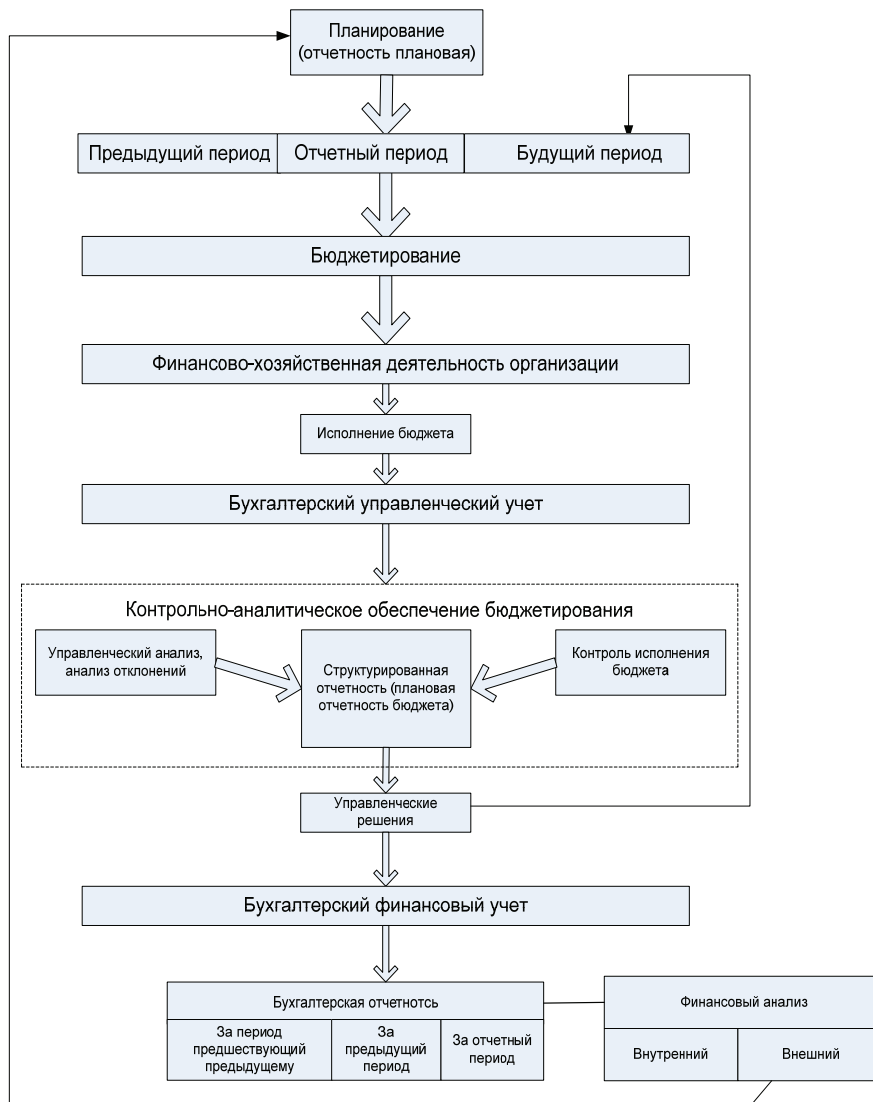 Планирование
(отчетность плановая)
Предыдущий период
Отчетный период
Будущий период
Бюджетирование
Финансово-хозяйственная деятельность организации
Исполнение бюджета
Бухгалтерский управленческий учет
Контрольно-аналитическое обеспечение бюджетирования
Управленческий анализ,
анализ отклонений
Структурированная
отчетность (плановая
отчетность бюджета)
Контроль исполнения
бюджета
Управленческие
решения
Бухгалтерский финансовый учет
Бухгалтерская отчетнотсь
За период
предшествующий
предыдущему
За
предыдущий
период
За отчетный
период
Финансовый анализ
Внутренний
Внешний